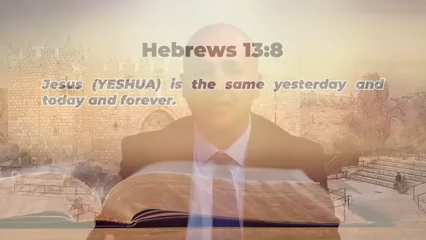 Hebrews 13:8
Jesus (YESHUA) is the same yesterday and
today and forever.